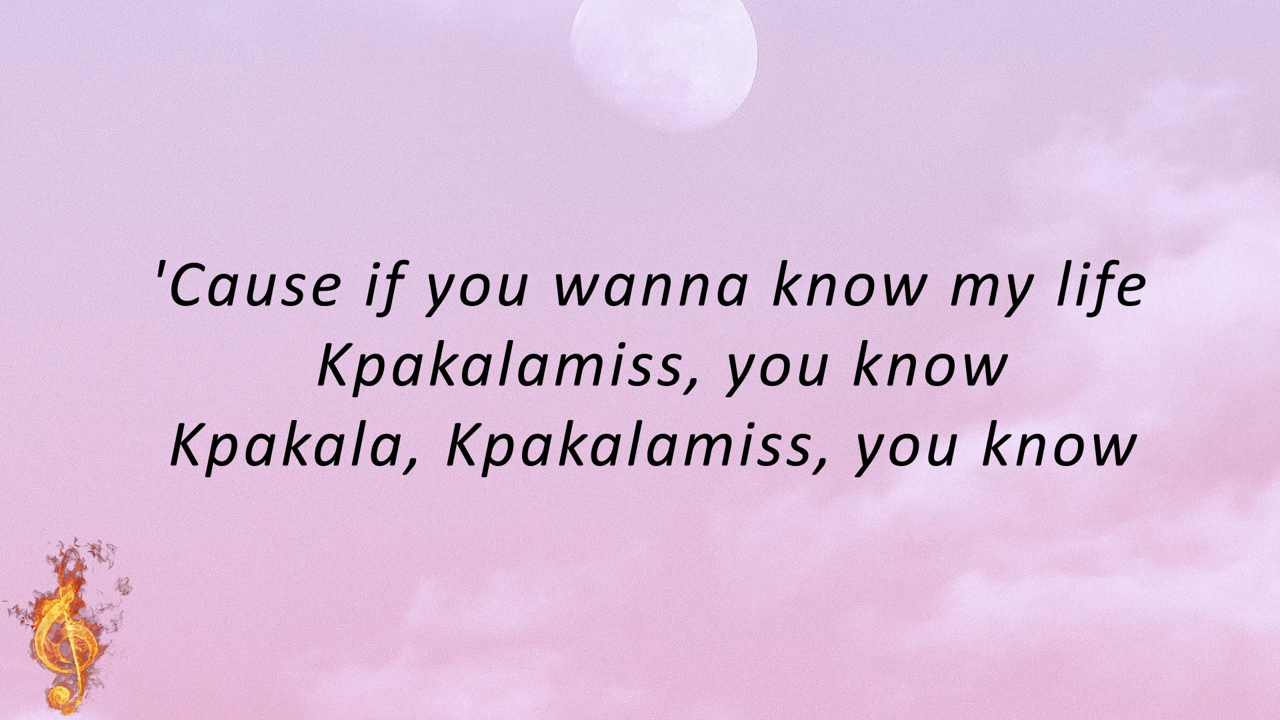 'Cause if you wanna know my life
Kpakalamiss, you know
Kpakala, Kpakalamiss, you know